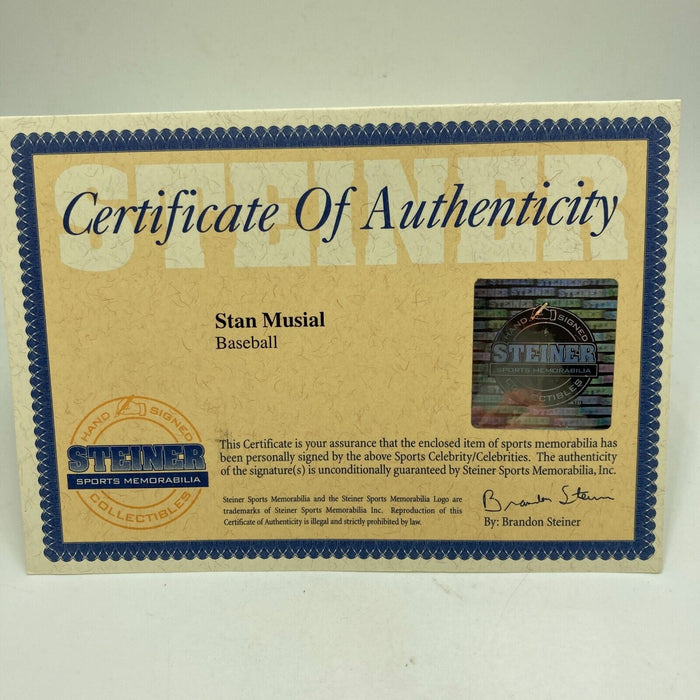 STEINER
Certificate Of Authenticity
Stan Musial
Baseball
HAND SIGNED
STEINER
SPORTS MEMORABILIA
COLLECTIBLES
HAND SIGNED
STEINER
SPORTS MEMORABILIA
COLLECTIBLES
This Certificate is your assurance that the enclosed item of sports memorabilia has
been personally signed by the above Sports Celebrity/Celebrities. The authenticity
of the signature(s) is unconditionally guaranteed by Steiner Sports Memorabilia, Inc.
Steiner Sports Memorabilia and the Steiner Sports Memorabilia Logo are
trademarks of Steiner Sports Memorabilia Inc. Reproduction of this
Certificate of Authenticity is illegal and strictly prohibited by law.
Brandon Steiner
By: Brandon Steiner